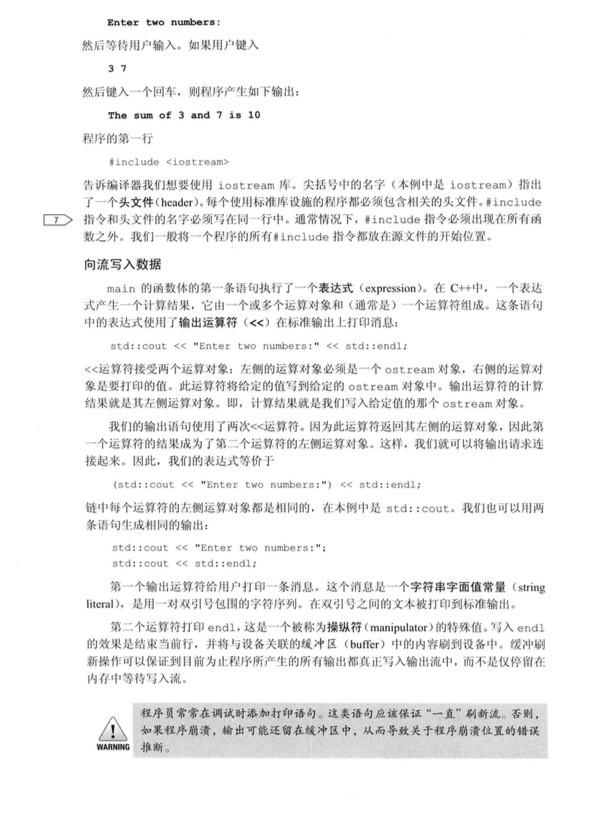 Enter two numbers:
然后等待用户输入。如果用户键入
3 7
然后键入一个回车，则程序产生如下输出：
The sum of 3 and 7 is 10
程序的第一行
#include <iostream>
告诉编译器我们想要使用 iostream 库。尖括号中的名字（本例中是 iostream）指出
了一个头文件（header）。每个使用标准库设施的程序都必须包含相关的头文件。#include
7 指令和头文件的名字必须写在同一行中。通常情况下，#include 指令必须出现在所有函
数之外。我们一般将一个程序的所有#include 指令都放在源文件的开始位置。
向流写入数据
main 的函数体的第一条语句执行了一个表达式（expression）。在 C++中，一个表达
式产生一个计算结果，它由一个或多个运算对象和（通常是）一个运算符组成。这条语句
中的表达式使用了输出运算符（<<）在标准输出上打印消息：
std::cout << "Enter two numbers:" << std::endl;
<<运算符接受两个运算对象：左侧的运算对象必须是一个 ostream 对象，右侧的运算对
象是要打印的值。此运算符将给定的值写到给定的 ostream 对象中。输出运算符的计算
结果就是其左侧运算对象。即，计算结果就是我们写入给定值的那个 ostream 对象。
我们的输出语句使用了两次<<运算符。因为此运算符返回其左侧的运算对象，因此第
一个运算符的结果成为了第二个运算符的左侧运算对象。这样，我们就可以将输出请求连
接起来。因此，我们的表达式等价于
(std::cout << "Enter two numbers:") << std::endl;
链中每个运算符的左侧运算对象都是相同的，在本例中是 std::cout。我们也可以用两
条语句生成相同的输出：
std::cout << "Enter two numbers:";
std::cout << std::endl;
第一个输出运算符给用户打印一条消息。这个消息是一个字符串字面值常量（string
literal），是用一对双引号包围的字符序列。在双引号之间的文本被打印到标准输出。
第二个运算符打印 endl，这是一个被称为操纵符（manipulator）的特殊值。写入 endl
的效果是结束当前行，并将与设备关联的缓冲区（buffer）中的内容刷到设备中。缓冲刷
新操作可以保证到目前为止程序所产生的所有输出都真正写入输出流中，而不是仅停留在
内存中等待写入流。
程序员常常在调试时添加打印语句。这类语句应该保证“一直”刷新流。否则，
如果程序崩溃，输出可能还留在缓冲区中，从而导致关于程序崩溃位置的错误
推断。
WARNING